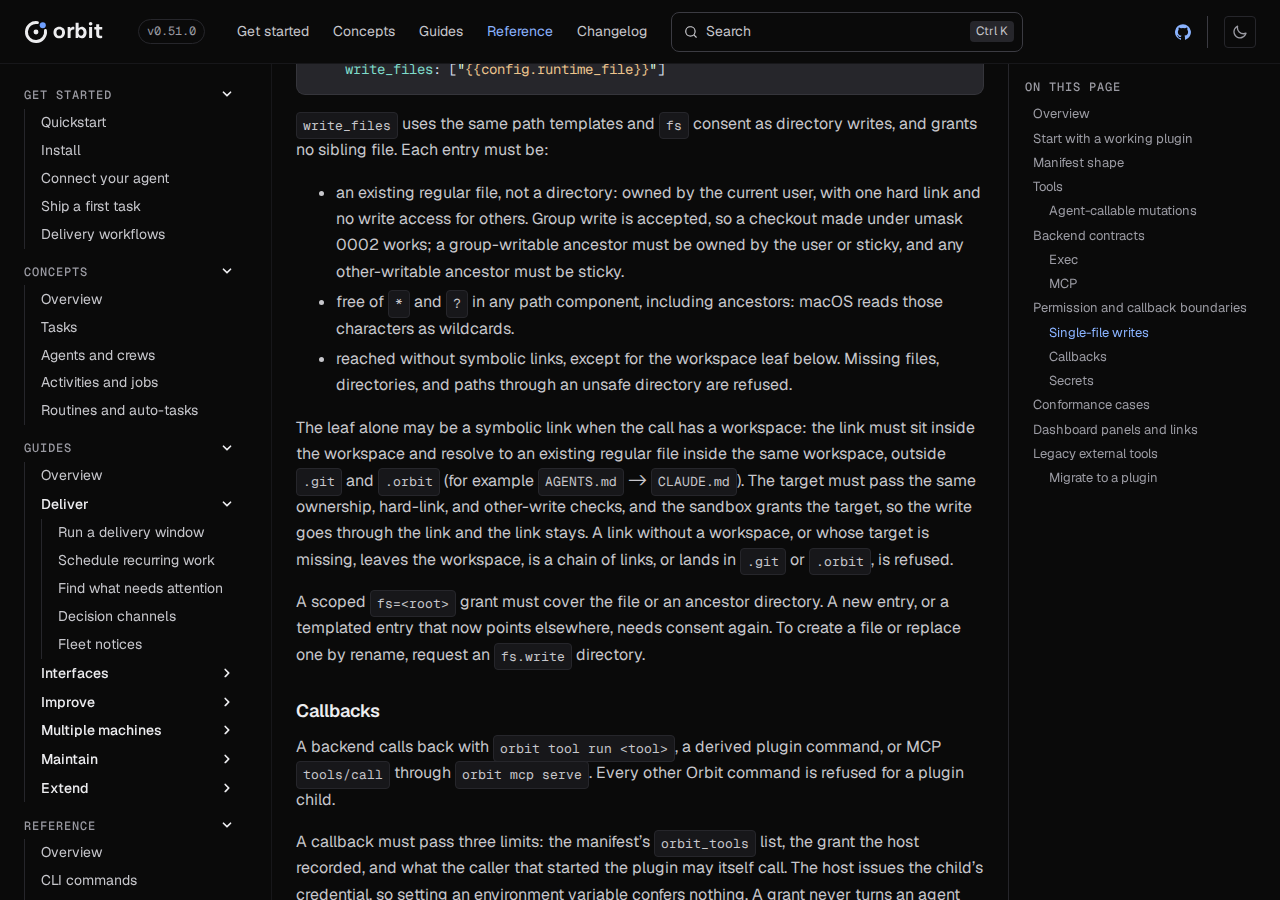 orbit
v0.51.0
Get started
Concepts
Guides
Reference
Changelog
Search
Ctrl K
GET STARTED
Quickstart
Install
Connect your agent
Ship a first task
Delivery workflows
CONCEPTS
Overview
Tasks
Agents and crews
Activities and jobs
Routines and auto-tasks
GUIDES
Overview
Deliver
Run a delivery window
Schedule recurring work
Find what needs attention
Decision channels
Fleet notices
Interfaces
Improve
Multiple machines
Maintain
Extend
REFERENCE
Overview
CLI commands
write_files: ["{{config.runtime_file}}"]
write_files uses the same path templates and fs consent as directory writes, and grants
no sibling file. Each entry must be:
• an existing regular file, not a directory: owned by the current user, with one hard link and
no write access for others. Group write is accepted, so a checkout made under umask
0002 works; a group-writable ancestor must be owned by the user or sticky, and any
other-writable ancestor must be sticky.
• free of * and ? in any path component, including ancestors: macOS reads those
characters as wildcards.
• reached without symbolic links, except for the workspace leaf below. Missing files,
directories, and paths through an unsafe directory are refused.
The leaf alone may be a symbolic link when the call has a workspace: the link must sit inside
the workspace and resolve to an existing regular file inside the same workspace, outside
.git and .orbit (for example AGENTS.md → CLAUDE.md). The target must pass the same
ownership, hard-link, and other-write checks, and the sandbox grants the target, so the write
goes through the link and the link stays. A link without a workspace, or whose target is
missing, leaves the workspace, is a chain of links, or lands in .git or .orbit, is refused.
A scoped fs=<root> grant must cover the file or an ancestor directory. A new entry, or a
templated entry that now points elsewhere, needs consent again. To create a file or replace
one by rename, request an fs.write directory.
Callbacks
A backend calls back with orbit tool run <tool>, a derived plugin command, or MCP
tools/call through orbit mcp serve. Every other Orbit command is refused for a plugin
child.
A callback must pass three limits: the manifest’s orbit_tools list, the grant the host
recorded, and what the caller that started the plugin may itself call. The host issues the child’s
credential, so setting an environment variable confers nothing. A grant never turns an agent
ON THIS PAGE
Overview
Start with a working plugin
Manifest shape
Tools
Agent-callable mutations
Backend contracts
Exec
MCP
Permission and callback boundaries
Single-file writes
Callbacks
Secrets
Conformance cases
Dashboard panels and links
Legacy external tools
Migrate to a plugin